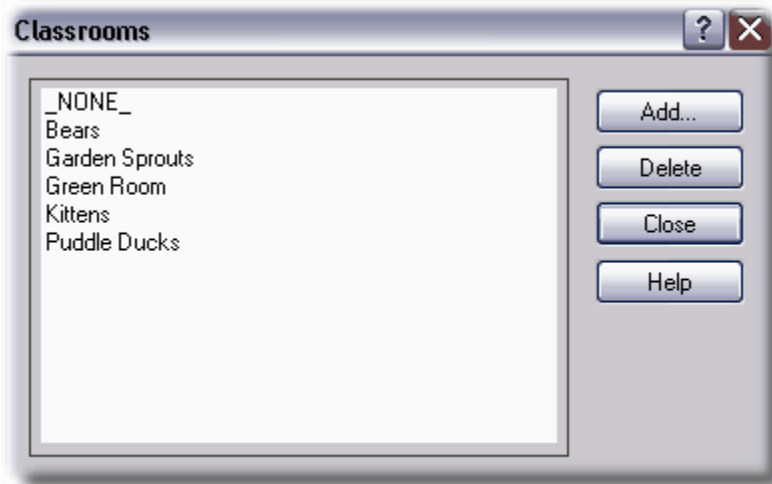 Classrooms
?
_NONE_
Bears
Garden Sprouts
Green Room
Kittens
Puddle Ducks
Add...
Delete
Close
Help